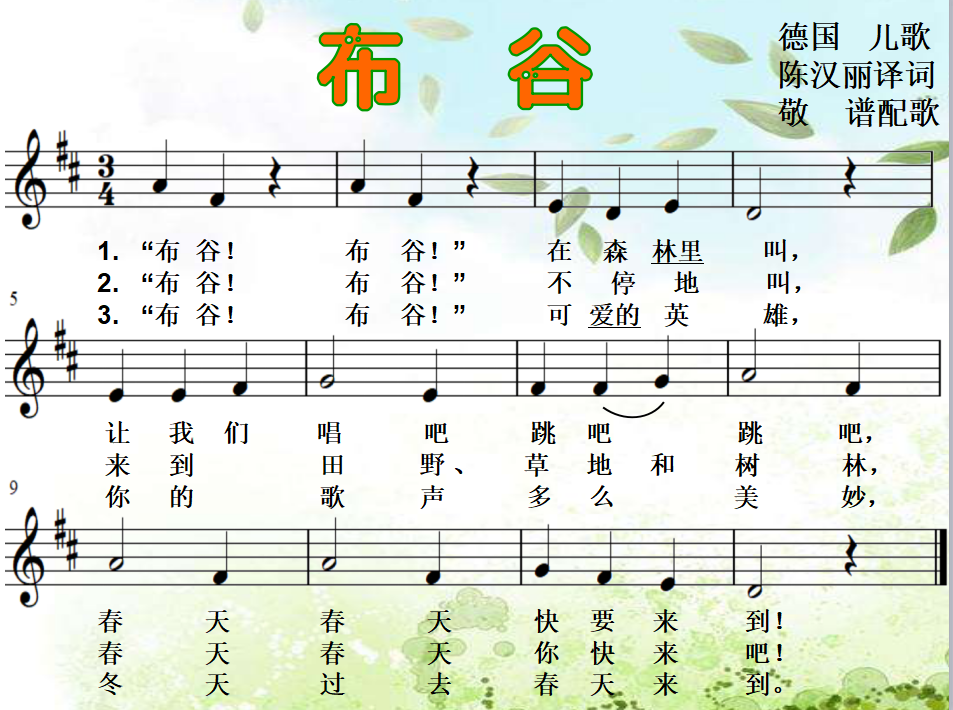 布 谷
德国 儿歌
陈汉丽译词
敬 谱配歌
3
4
1. “布 谷! 布 谷!” 在 森 林里 叫,
2. “布 谷! 布 谷!” 不 停 地 叫,
3. “布 谷! 布 谷!” 可 爱的 英 雄,
5
让 我 们 唱 吧 跳 吧 跳 吧,
来 到 田 野、 草 地 和 树 林,
你 的 歌 声 多 么 美 妙,
9
春 天 春 天 快 要 来 到!
春 天 春 天 你 快 来 吧!
冬 天 过 去 春 天 来 到。